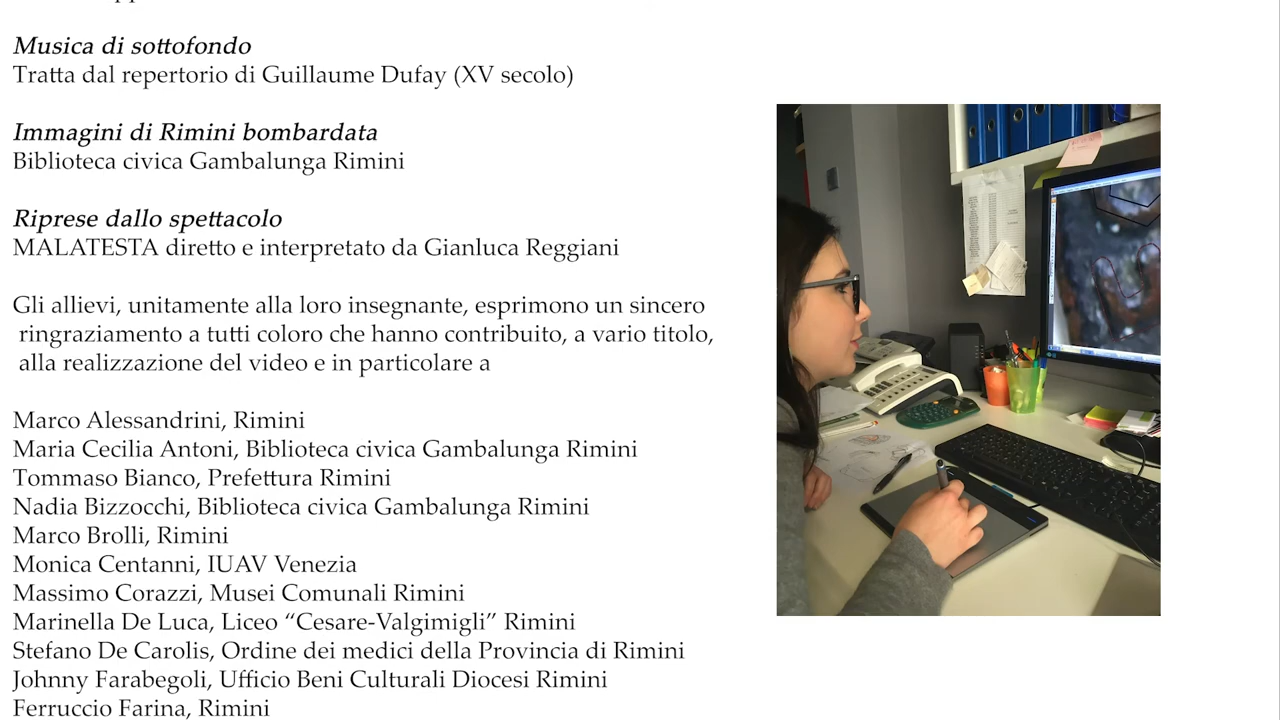 Musica di sottofondo
Tratta dal repertorio di Guillaume Dufay (XV secolo)
Immagini di Rimini bombardata
Biblioteca civica Gambalunga Rimini
Riprese dallo spettacolo
MALATESTA diretto e interpretato da Gianluca Reggiani
Gli allievi, unitamente alla loro insegnante, esprimono un sincero
ringraziamento a tutti coloro che hanno contribuito, a vario titolo,
alla realizzazione del video e in particolare a
Marco Alessandrini, Rimini
Maria Cecilia Antoni, Biblioteca civica Gambalunga Rimini
Tommaso Bianco, Prefettura Rimini
Nadia Bizzocchi, Biblioteca civica Gambalunga Rimini
Marco Brolli, Rimini
Monica Centanni, IUAV Venezia
Massimo Corazzi, Musei Comunali Rimini
Marinella De Luca, Liceo “Cesare-Valgimigli” Rimini
Stefano De Carolis, Ordine dei medici della Provincia di Rimini
Johnny Farabegoli, Ufficio Beni Culturali Diocesi Rimini
Ferruccio Farina, Rimini